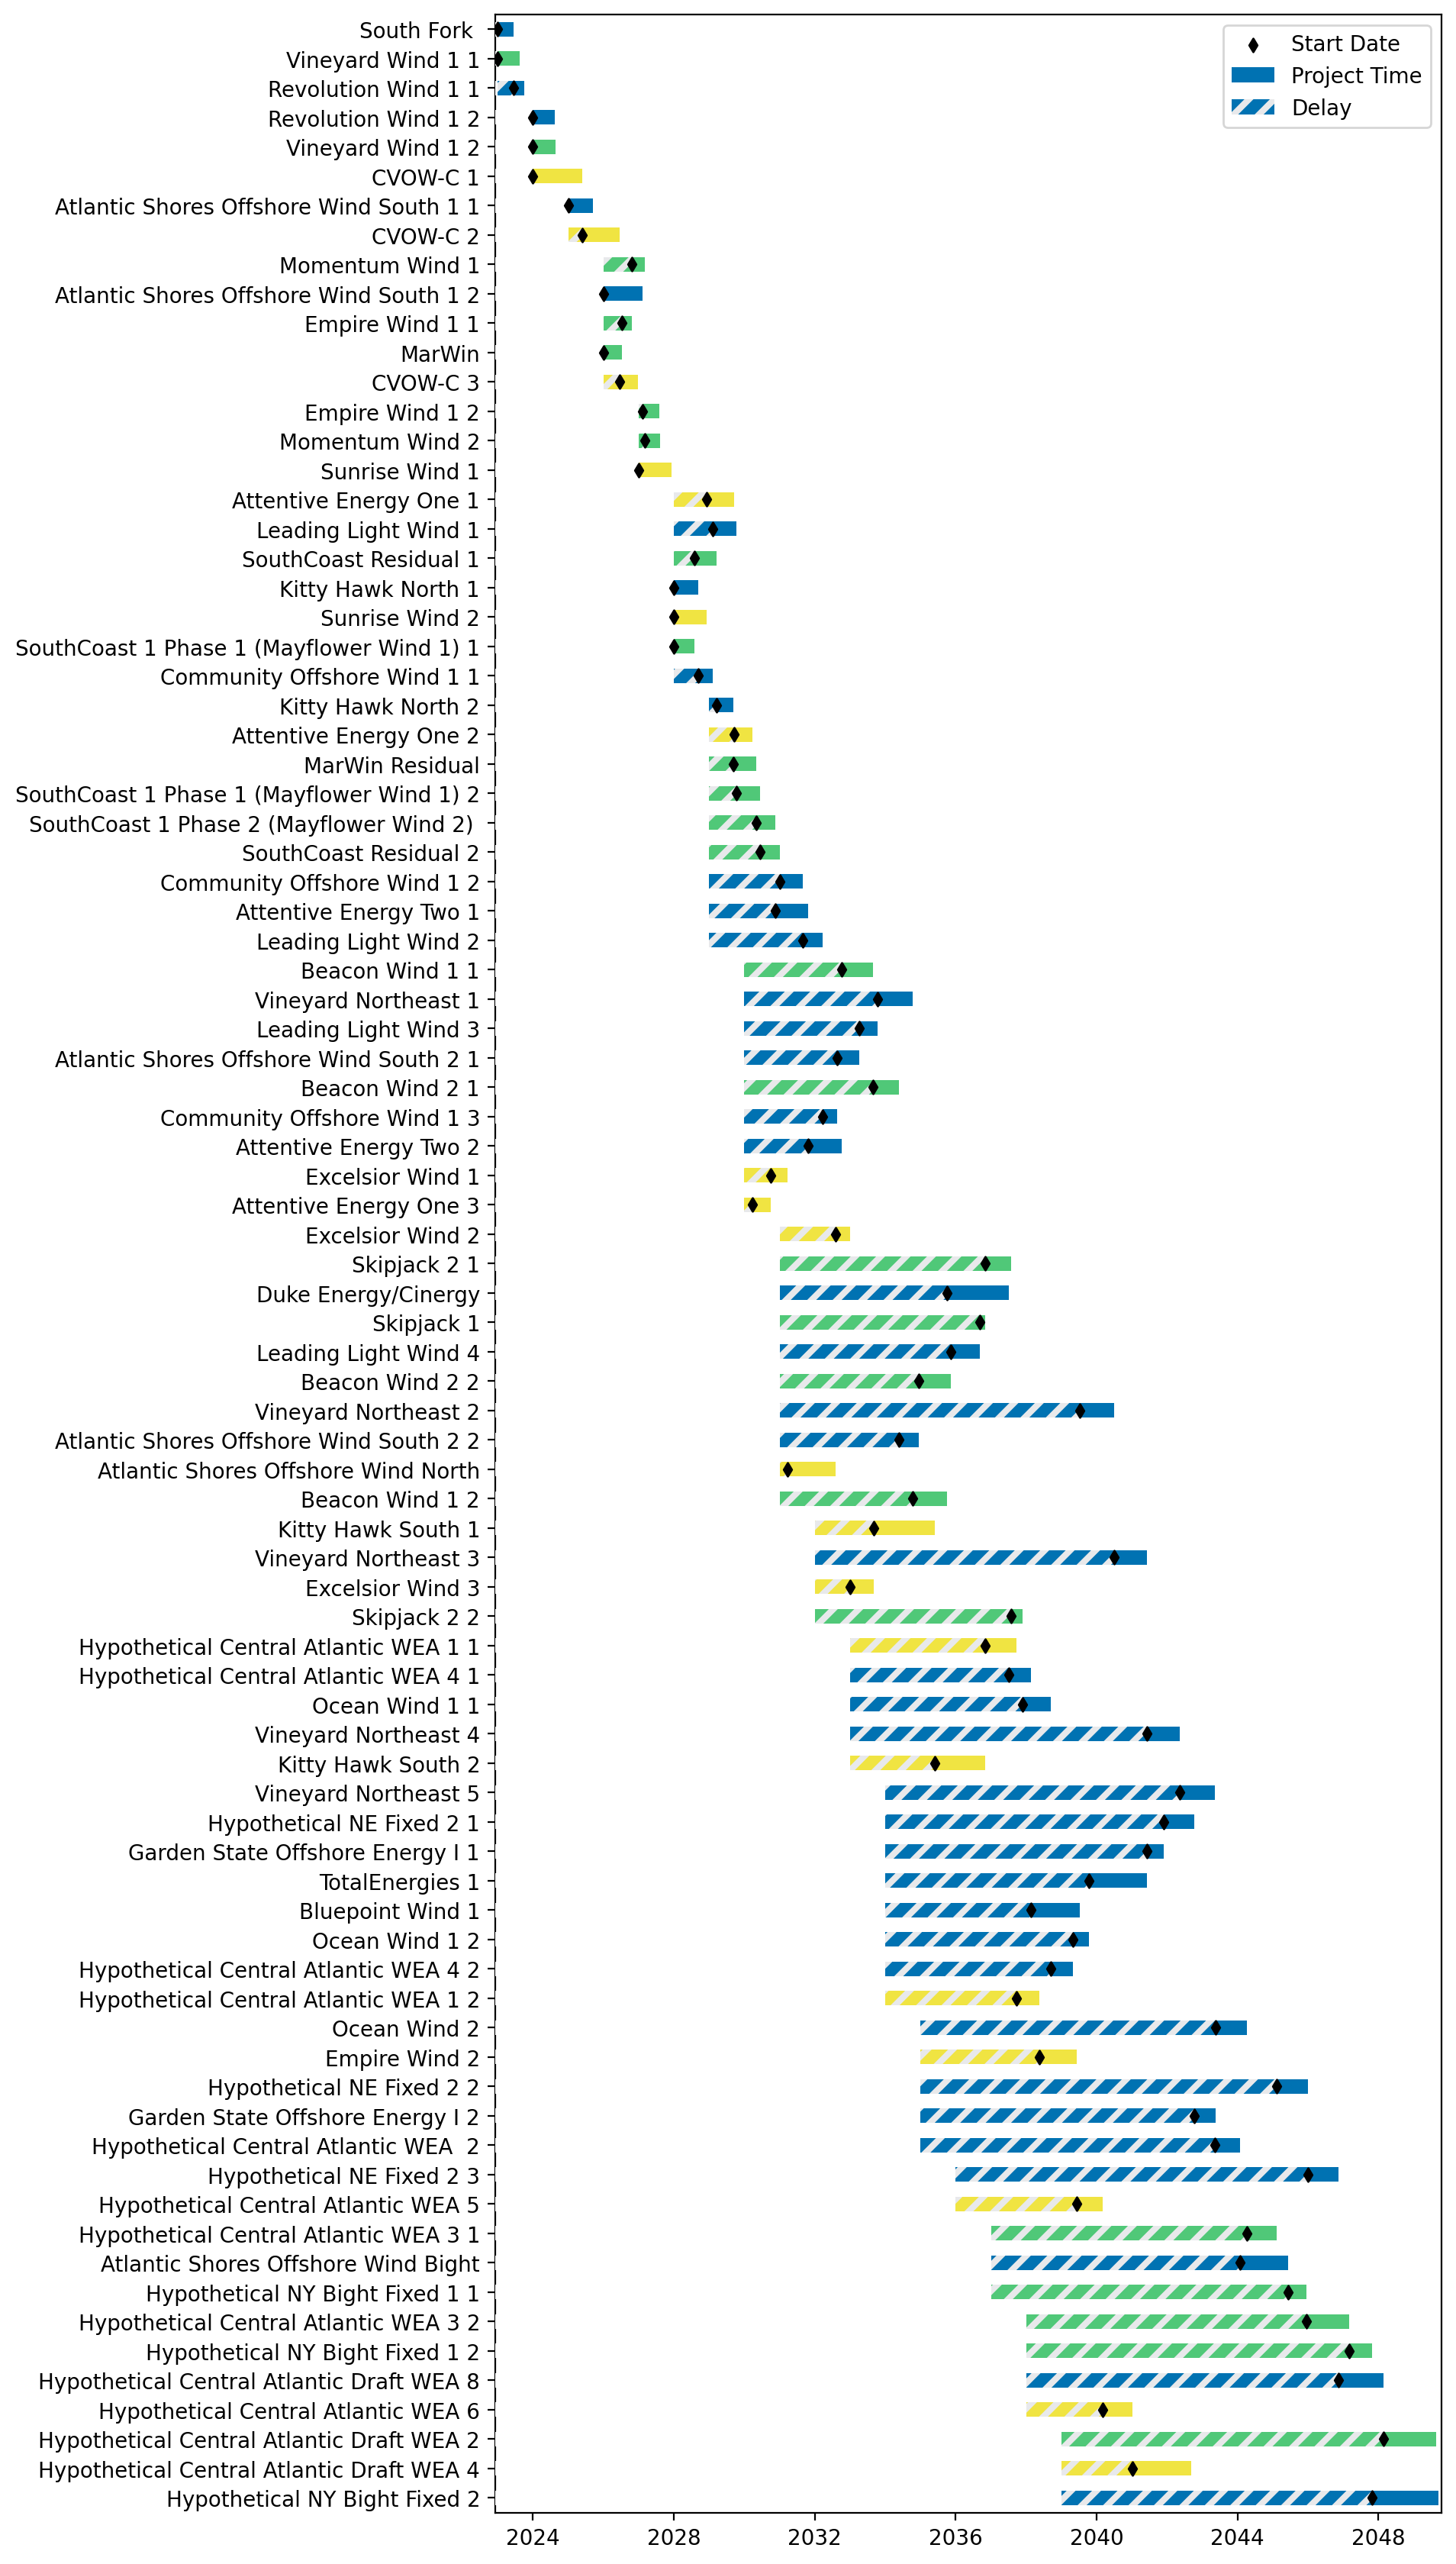 South Fork
Vineyard Wind 1 1
Revolution Wind 1 1
Revolution Wind 1 2
Vineyard Wind 1 2
CVOW-C 1
Atlantic Shores Offshore Wind South 1 1
CVOW-C 2
Momentum Wind 1
Atlantic Shores Offshore Wind South 1 2
Empire Wind 1 1
MarWin
CVOW-C 3
Empire Wind 1 2
Momentum Wind 2
Sunrise Wind 1
Attentive Energy One 1
Leading Light Wind 1
SouthCoast Residual 1
Kitty Hawk North 1
Sunrise Wind 2
SouthCoast 1 Phase 1 (Mayflower Wind 1) 1
Community Offshore Wind 1 1
Kitty Hawk North 2
Attentive Energy One 2
MarWin Residual
SouthCoast 1 Phase 1 (Mayflower Wind 1) 2
SouthCoast 1 Phase 2 (Mayflower Wind 2)
SouthCoast Residual 2
Community Offshore Wind 1 2
Attentive Energy Two 1
Leading Light Wind 2
Beacon Wind 1 1
Vineyard Northeast 1
Leading Light Wind 3
Atlantic Shores Offshore Wind South 2 1
Beacon Wind 2 1
Community Offshore Wind 1 3
Attentive Energy Two 2
Excelsior Wind 1
Attentive Energy One 3
Excelsior Wind 2
Skipjack 2 1
Duke Energy/Cinergy
Skipjack 1
Leading Light Wind 4
Beacon Wind 2 2
Vineyard Northeast 2
Atlantic Shores Offshore Wind South 2 2
Atlantic Shores Offshore Wind North
Beacon Wind 1 2
Kitty Hawk South 1
Vineyard Northeast 3
Excelsior Wind 3
Skipjack 2 2
Hypothetical Central Atlantic WEA 1 1
Hypothetical Central Atlantic WEA 4 1
Ocean Wind 1 1
Vineyard Northeast 4
Kitty Hawk South 2
Vineyard Northeast 5
Hypothetical NE Fixed 2 1
Garden State Offshore Energy I 1
TotalEnergies 1
Bluepoint Wind 1
Ocean Wind 1 2
Hypothetical Central Atlantic WEA 4 2
Hypothetical Central Atlantic WEA 1 2
Ocean Wind 2
Empire Wind 2
Hypothetical NE Fixed 2 2
Garden State Offshore Energy I 2
Hypothetical Central Atlantic WEA  2
Hypothetical NE Fixed 2 3
Hypothetical Central Atlantic WEA 5
Hypothetical Central Atlantic WEA 3 1
Atlantic Shores Offshore Wind Bight
Hypothetical NY Bight Fixed 1 1
Hypothetical Central Atlantic WEA 3 2
Hypothetical NY Bight Fixed 1 2
Hypothetical Central Atlantic Draft WEA 8
Hypothetical Central Atlantic WEA 6
Hypothetical Central Atlantic Draft WEA 2
Hypothetical Central Atlantic Draft WEA 4
Hypothetical NY Bight Fixed 2
Start Date
Project Time
Delay
2024 2028 2032 2036 2040 2044 2048